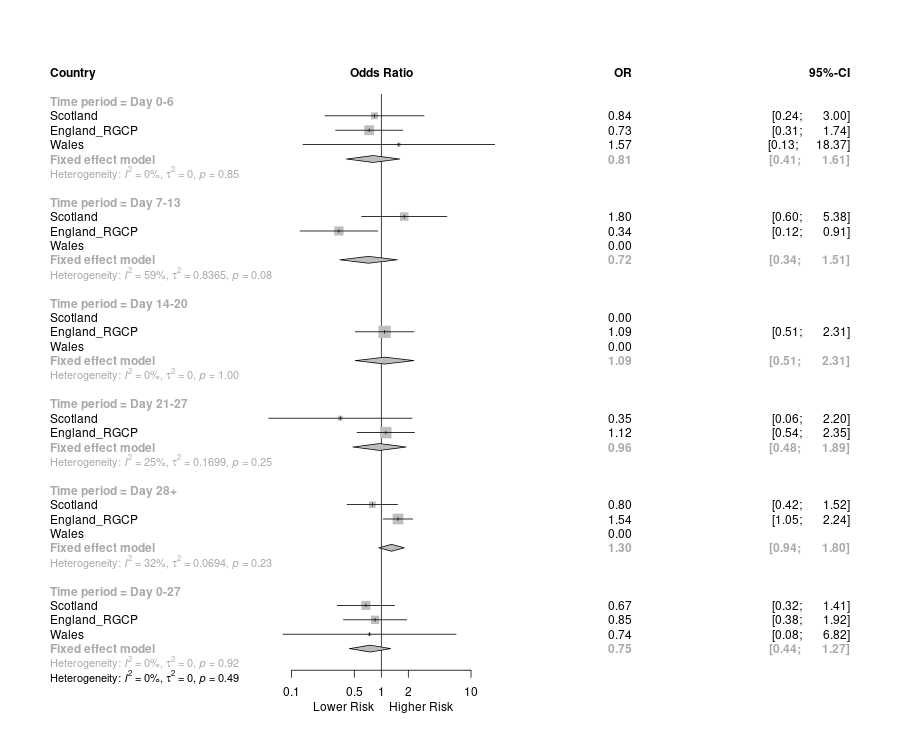 Country Odds Ratio OR 95%-CI
Time period = Day 0-6
Scotland 0.84 [0.24; 3.00]
England_RGCP 0.73 [0.31; 1.74]
Wales 1.57 [0.13; 18.37]
Fixed effect model 0.81 [0.41; 1.61]
Heterogeneity: I² = 0%, τ² = 0, p = 0.85
Time period = Day 7-13
Scotland 1.80 [0.60; 5.38]
England_RGCP 0.34 [0.12; 0.91]
Wales 0.00
Fixed effect model 0.72 [0.34; 1.51]
Heterogeneity: I² = 59%, τ² = 0.8365, p = 0.08
Time period = Day 14-20
Scotland 0.00
England_RGCP 1.09 [0.51; 2.31]
Wales 0.00
Fixed effect model 1.09 [0.51; 2.31]
Heterogeneity: I² = 0%, τ² = 0, p = 1.00
Time period = Day 21-27
Scotland 0.35 [0.06; 2.20]
England_RGCP 1.12 [0.54; 2.35]
Fixed effect model 0.96 [0.48; 1.89]
Heterogeneity: I² = 25%, τ² = 0.1699, p = 0.25
Time period = Day 28+
Scotland 0.80 [0.42; 1.52]
England_RGCP 1.54 [1.05; 2.24]
Wales 0.00
Fixed effect model 1.30 [0.94; 1.80]
Heterogeneity: I² = 32%, τ² = 0.0694, p = 0.23
Time period = Day 0-27
Scotland 0.67 [0.32; 1.41]
England_RGCP 0.85 [0.38; 1.92]
Wales 0.74 [0.08; 6.82]
Fixed effect model 0.75 [0.44; 1.27]
Heterogeneity: I² = 0%, τ² = 0, p = 0.92
Heterogeneity: I² = 0%, τ² = 0, p = 0.49
0.1 0.5 1 2 10
Lower Risk Higher Risk